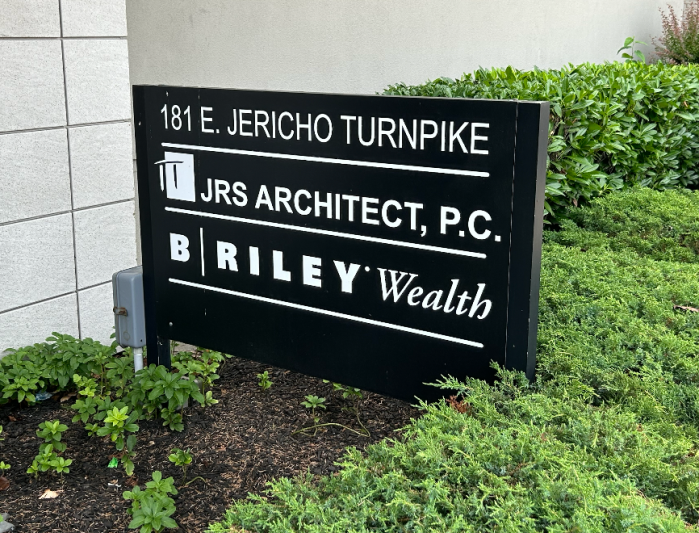 181 E. JERICHO TURNPIKE
JRS ARCHITECT, P.C.
B | RILEY Wealth